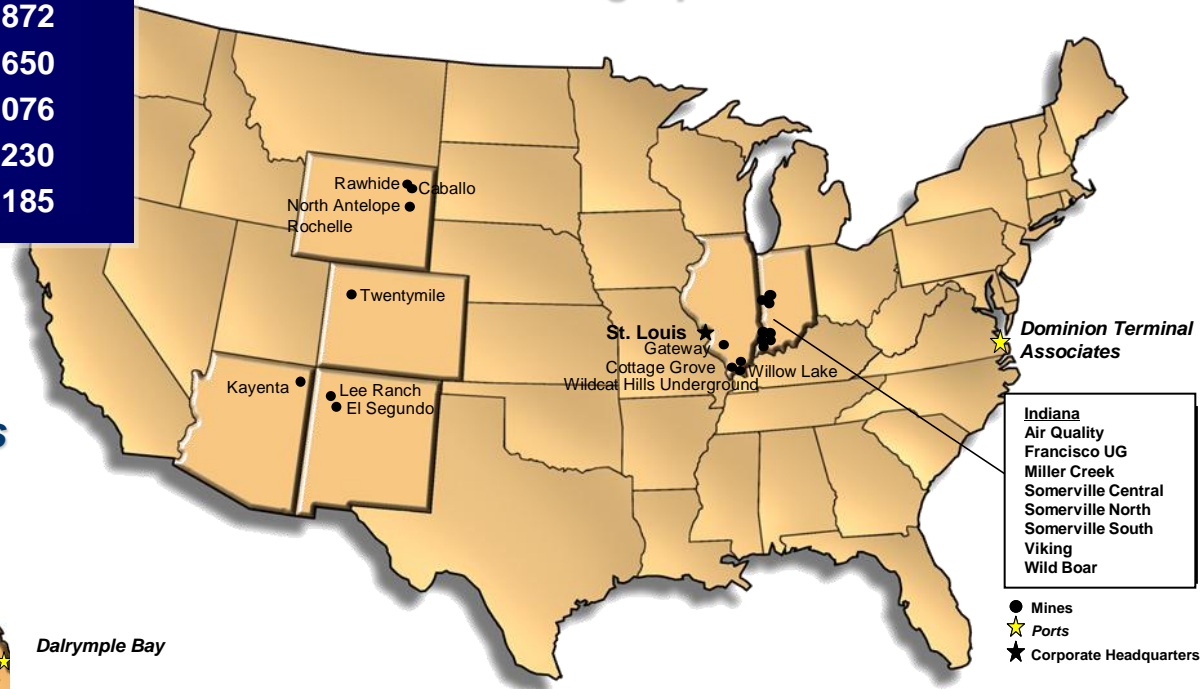 872
650
076
230
185
Rawhide
Caballo
North Antelope
Rochelle
Twentymile
St. Louis
Gateway
Cottage Grove
Willow Lake
Wildcat Hills Underground
Kayenta
Lee Ranch
El Segundo
Dominion Terminal
Associates
Indiana
Air Quality
Francisco UG
Miller Creek
Somerville Central
Somerville North
Somerville South
Viking
Wild Boar
Mines
Ports
Corporate Headquarters
s
Dalrymple Bay